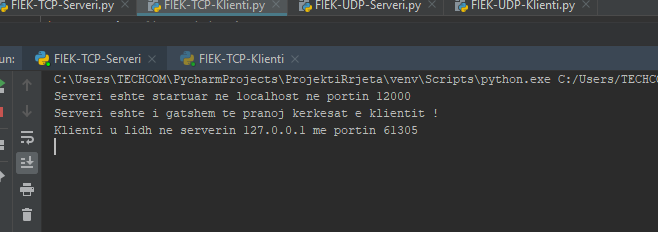 FIEK-TCP-Serveri.py FIEK-TCP-Klienti.py FIEK-UDP-Serveri.py FIEK-UDP-Klienti.py
un: FIEK-TCP-Serveri FIEK-TCP-Klienti
C:\Users\TECHCOM\PycharmProjects\ProjektiRrjeta\venv\Scripts\python.exe C:/Users/TECHCO
Serveri eshte startuar ne localhost ne portin 12000
Serveri eshte i gatshem te pranoj kerkesat e klientit !
Klienti u lidh ne serverin 127.0.0.1 me portin 61305